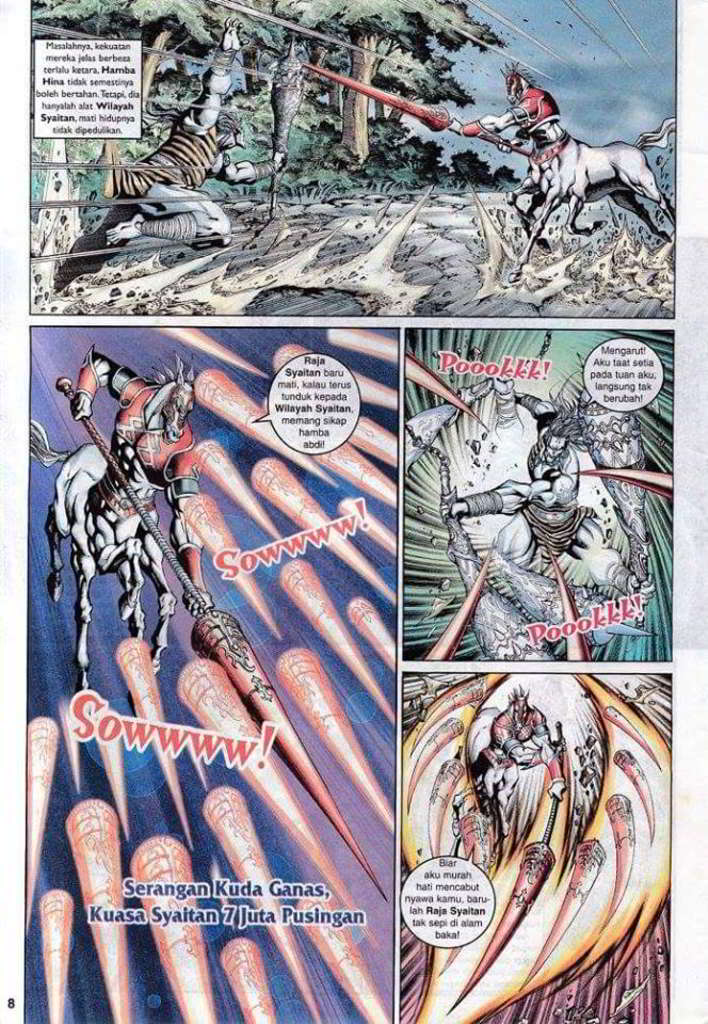 Masalahnya, kekuatan
mereka jelas berbeza
terlalu ketara. Hamba
Hina tidak semestinya
boleh bertahan. Tetapi, dia
hanyalah alat Wilayah
Syaitan, mati hidupnya
tidak dipedulikan.
Raja
Syaitan baru
mati, kalau terus
tunduk kepada
Wilayah Syaitan,
memang sikap
hamba
abdi!
Sowwww!
Sowwww!
Serangan Kuda Ganas,
Kuasa Syaitan 7 Juta Pusingan
Poookkk!
Mengarut!
Aku taat setia
pada tuan aku,
langsung tak
berubah!
Poookkk!
Biar
aku murah
hati mencabut
nyawa kamu, baru-
lah Raja Syaitan
tak sepi di alam
baka!
8